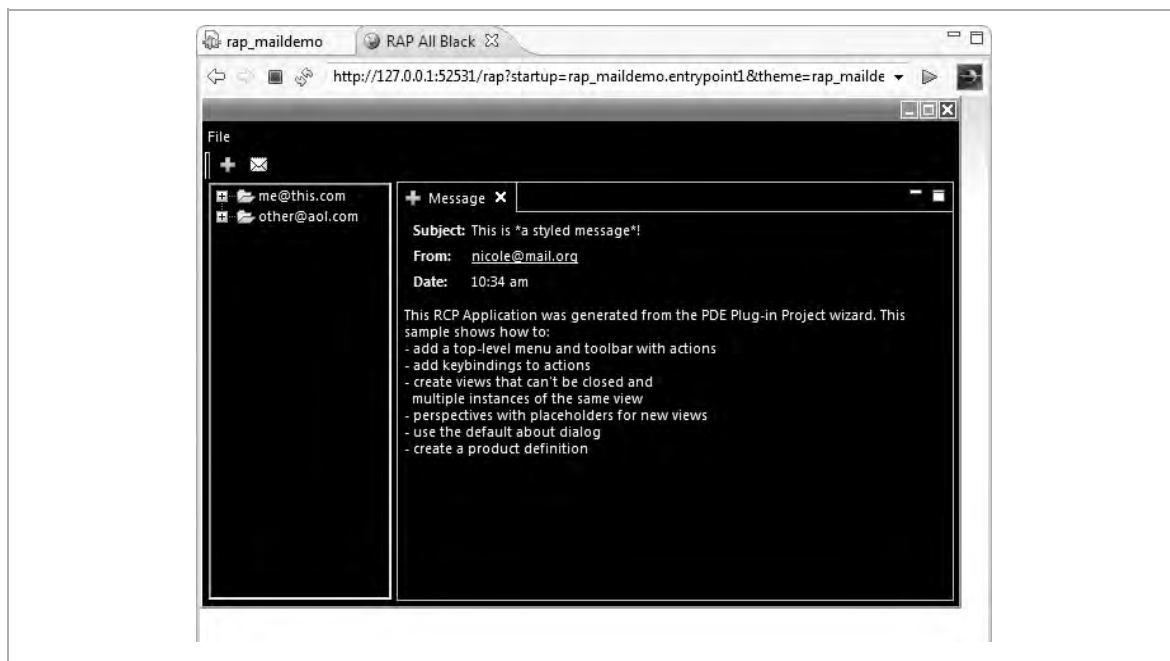 rap_maildemo
RAP All Black
http://127.0.0.1:52531/rap?startup=rap_maildemo.entrypoint1&theme=rap_mailde
File
me@this.com
other@aol.com
Message
Subject: This is *a styled message*!
From: nicole@mail.org
Date: 10:34 am
This RCP Application was generated from the PDE Plug-in Project wizard. This
sample shows how to:
- add a top-level menu and toolbar with actions
- add keybindings to actions
- create views that can't be closed and
multiple instances of the same view
- perspectives with placeholders for new views
- use the default about dialog
- create a product definition